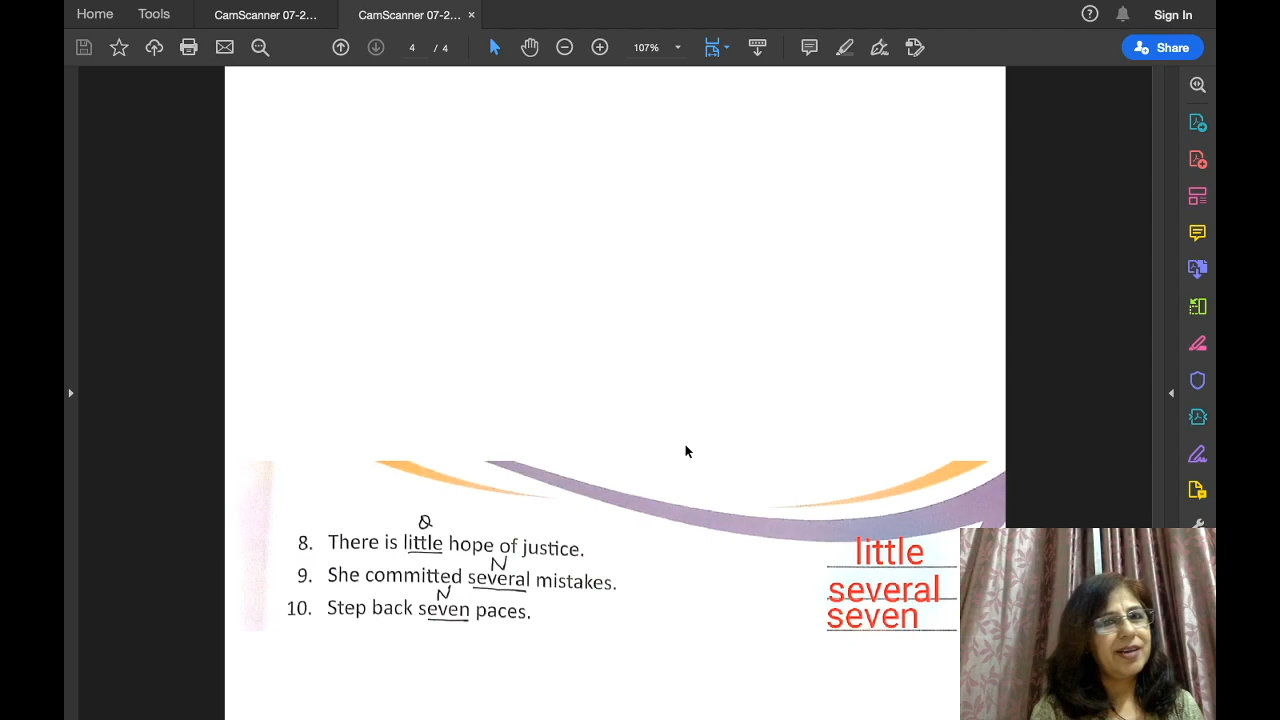 Home Tools CamScanner 07-2... CamScanner 07-2... × Sign In
4 / 4 107% Share
Q
8. There is little hope of justice. little
N
9. She committed several mistakes. several
N
10. Step back seven paces. seven